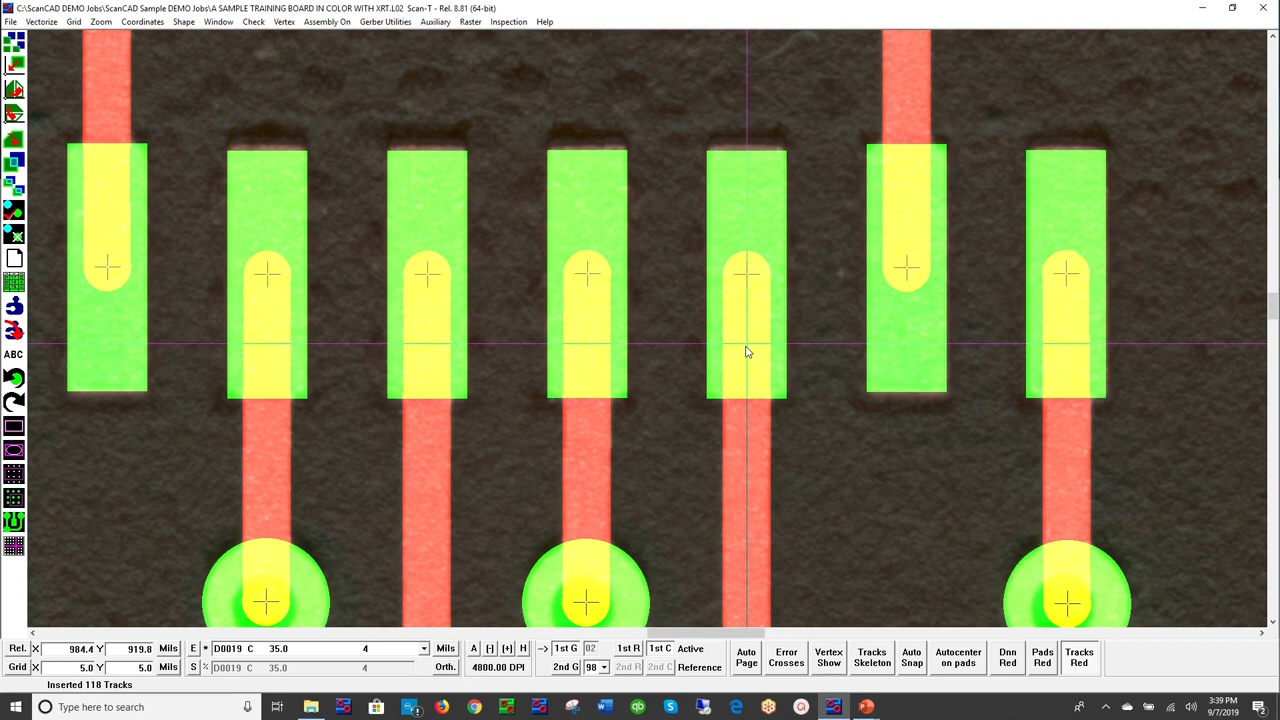 C:\ScanCAD DEMO Jobs\ScanCAD Sample DEMO Jobs\A SAMPLE TRAINING BOARD IN COLOR WITH XRT.L02  Scan-T - Rel. 8.81 (64-bit)
File Vectorize Grid Zoom Coordinates Shape Window Check Vertex Assembly On Gerber Utilities Auxiliary Raster Inspection Help
ABC
Rel. X 984.4 Y 919.8 Mils E * D0019 C 35.0 4 Mils A [-] [+] H --> 1st G 02 1st R 1st C Active
Grid X 5.0 Y 5.0 Mils S % D0019 C 35.0 4 Orth. 4800.00 DPI 2nd G 98 2nd R 2nd C Reference
Auto Page
Error Crosses
Vertex Show
Tracks Skeleton
Auto Snap
Autocenter on pads
Dnn Red
Pads Red
Tracks Red
Inserted 118 Tracks
Type here to search
3:39 PM
9/7/2019